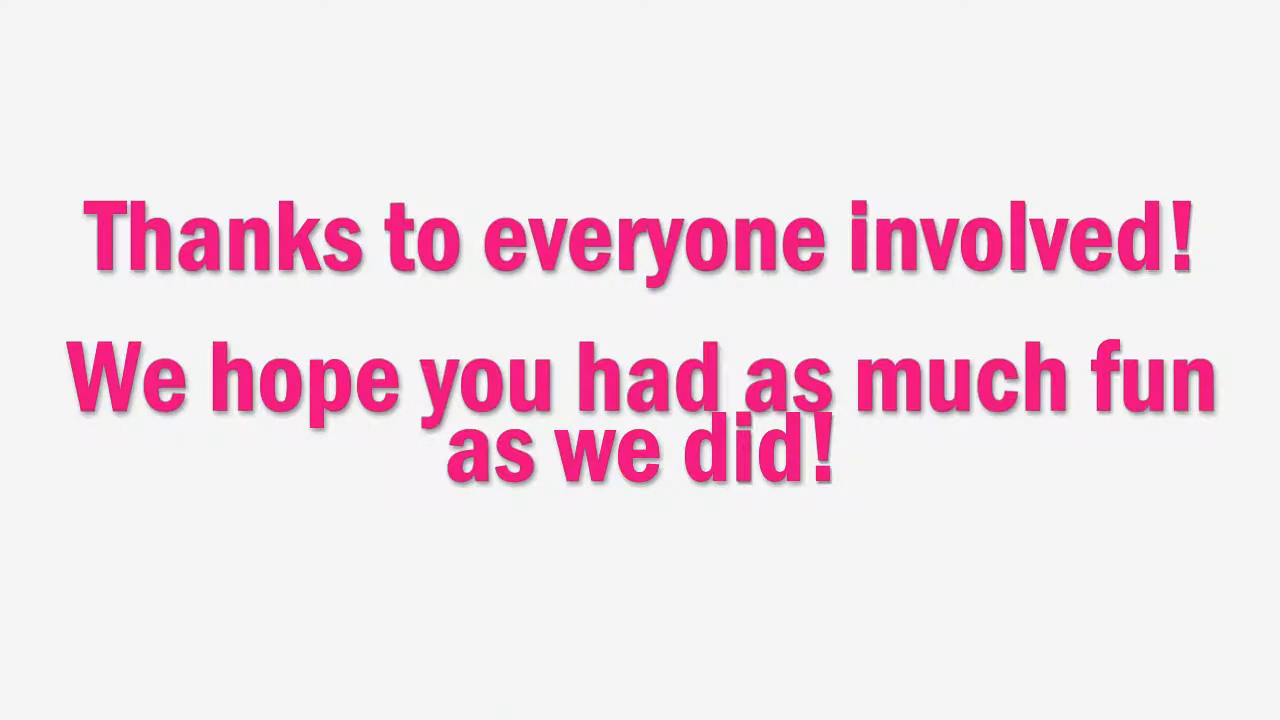 Thanks to everyone involved!
We hope you had as much fun
as we did!